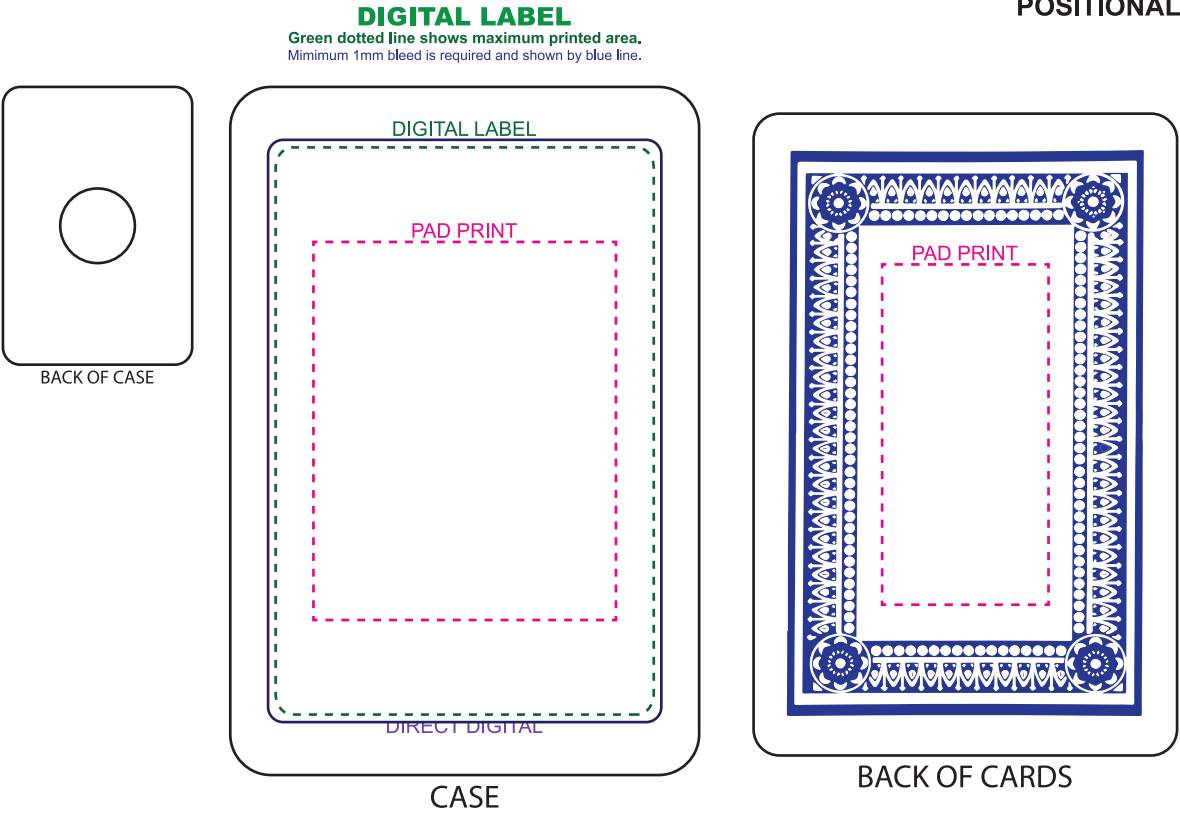 POSITIONAL
DIGITAL LABEL
Green dotted line shows maximum printed area.
Mimimum 1mm bleed is required and shown by blue line.
DIGITAL LABEL
PAD PRINT
PAD PRINT
BACK OF CASE
DIRECT DIGITAL
BACK OF CARDS
CASE